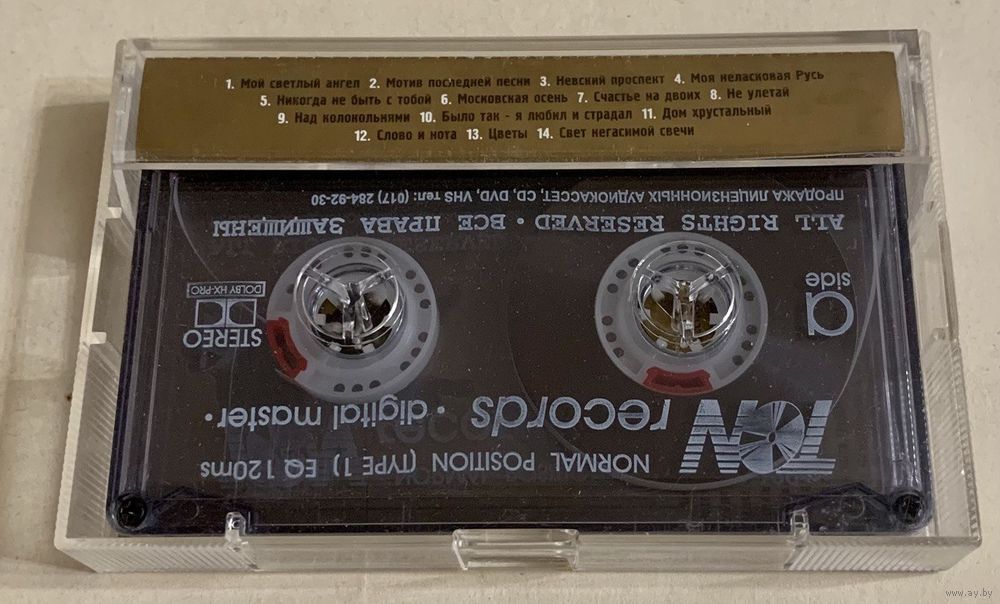 1. Мой светлый ангел 2. Мотив последней песни 3. Невский проспект 4. Моя неласковая Русь
5. Никогда не быть с тобой 6. Московская осень 7. Счастье на двоих 8. Не улетай
9. Над колокольнями 10. Было так - я любил и страдал 11. Дом хрустальный
12. Слово и нота 13. Цветы 14. Свет негасимой свечи
ПРОДАЖА ЛИЦЕНЗИОННЫХ АУДИОКАССЕТ, CD, DVD, VHS тел: (017) 284-92-30
ALL RIGHTS RESERVED • ВСЕ ПРАВА ЗАЩИЩЕНЫ
a side
DOLBY HX-PRO
STEREO
TON records • digital master •
NORMAL POSITION (TYPE 1) EQ 120ms
www.ay.by